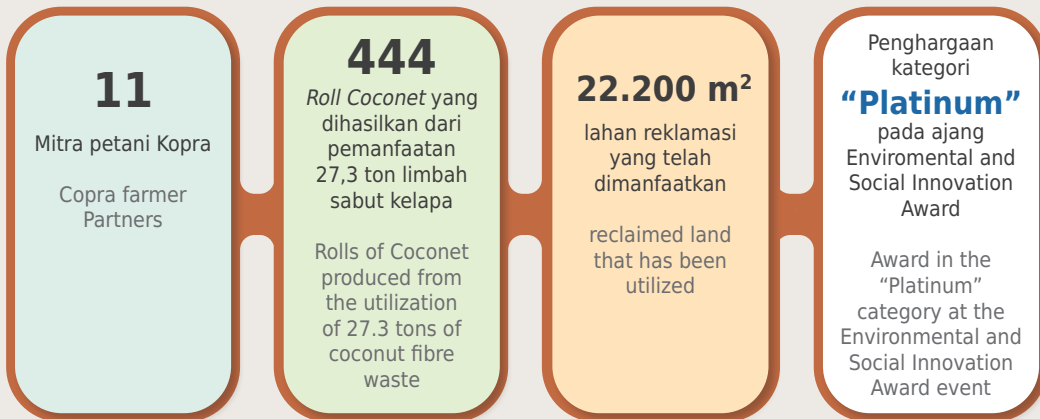 11
Mitra petani Kopra
Copra farmer
Partners
444
Roll Coconet yang
dihasilkan dari
pemanfaatan
27,3 ton limbah
sabut kelapa
Rolls of Coconet
produced from
the utilization
of 27.3 tons of
coconut fibre
waste
22.200 m²
lahan reklamasi
yang telah
dimanfaatkan
reclaimed land
that has been
utilized
Penghargaan
kategori
“Platinum”
pada ajang
Enviromental and
Social Innovation
Award
Award in the
“Platinum”
category at the
Environmental and
Social Innovation
Award event